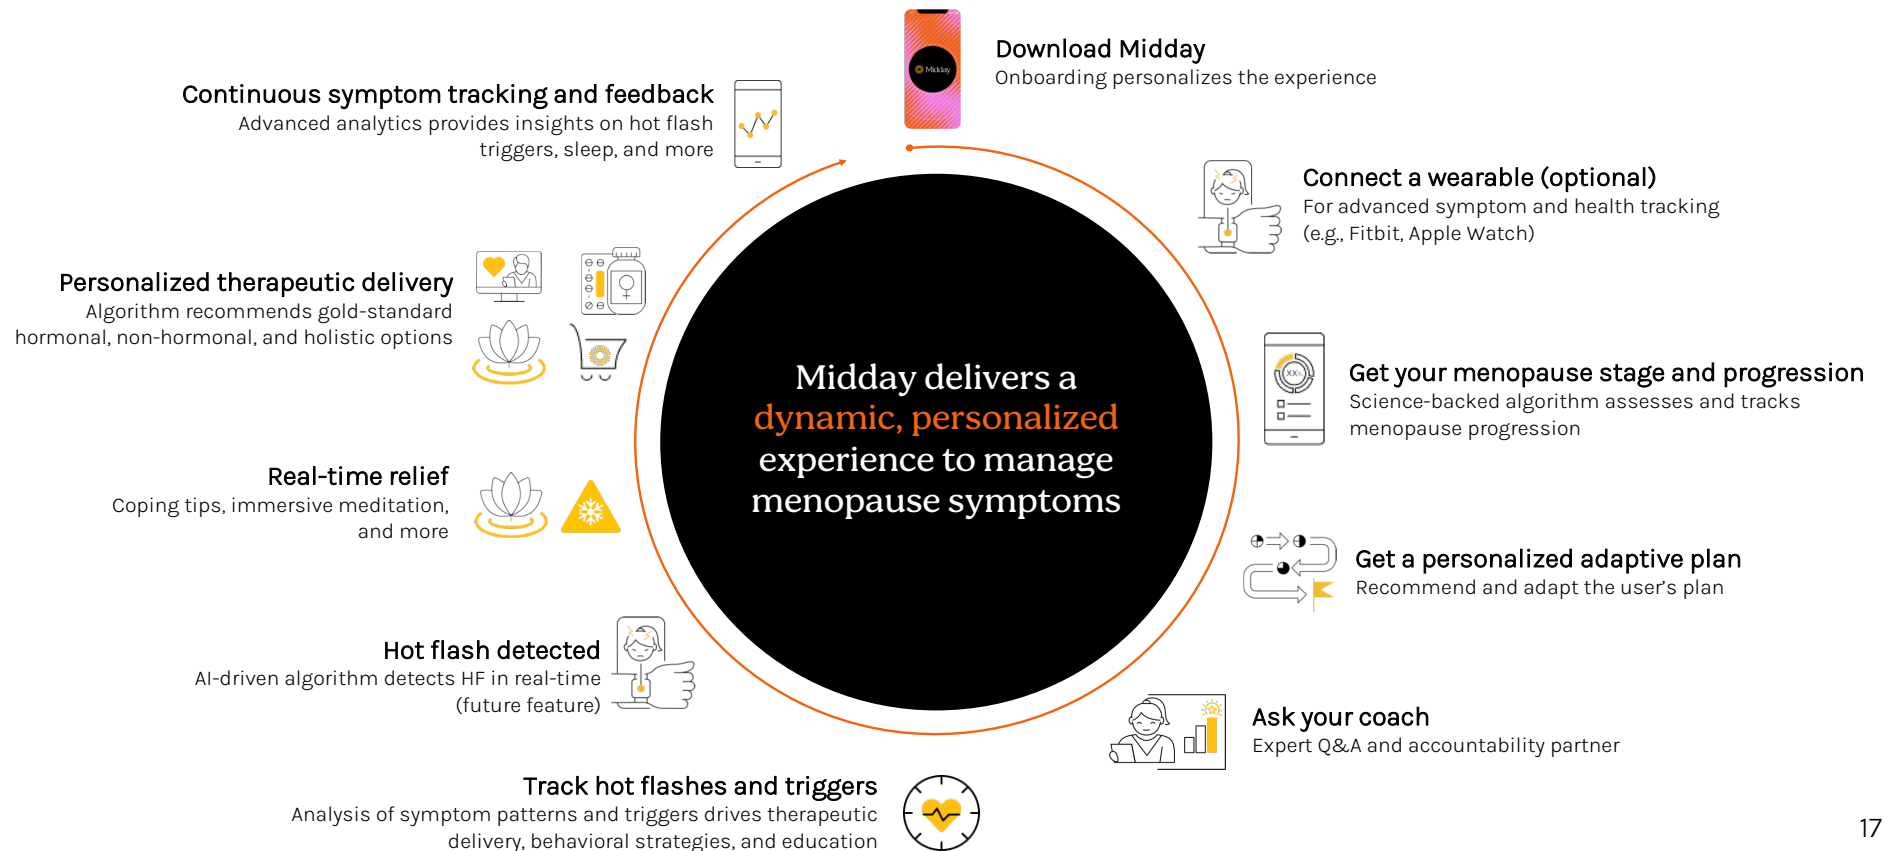 Midday
Download Midday
Onboarding personalizes the experience
Connect a wearable (optional)
For advanced symptom and health tracking
(e.g., Fitbit, Apple Watch)
XX%
Get your menopause stage and progression
Science-backed algorithm assesses and tracks
menopause progression
Get a personalized adaptive plan
Recommend and adapt the user’s plan
Ask your coach
Expert Q&A and accountability partner
Track hot flashes and triggers
Analysis of symptom patterns and triggers drives therapeutic
delivery, behavioral strategies, and education
Hot flash detected
AI-driven algorithm detects HF in real-time
(future feature)
Real-time relief
Coping tips, immersive meditation,
and more
Personalized therapeutic delivery
Algorithm recommends gold-standard
hormonal, non-hormonal, and holistic options
Continuous symptom tracking and feedback
Advanced analytics provides insights on hot flash
triggers, sleep, and more
Midday delivers a
dynamic, personalized
experience to manage
menopause symptoms
17